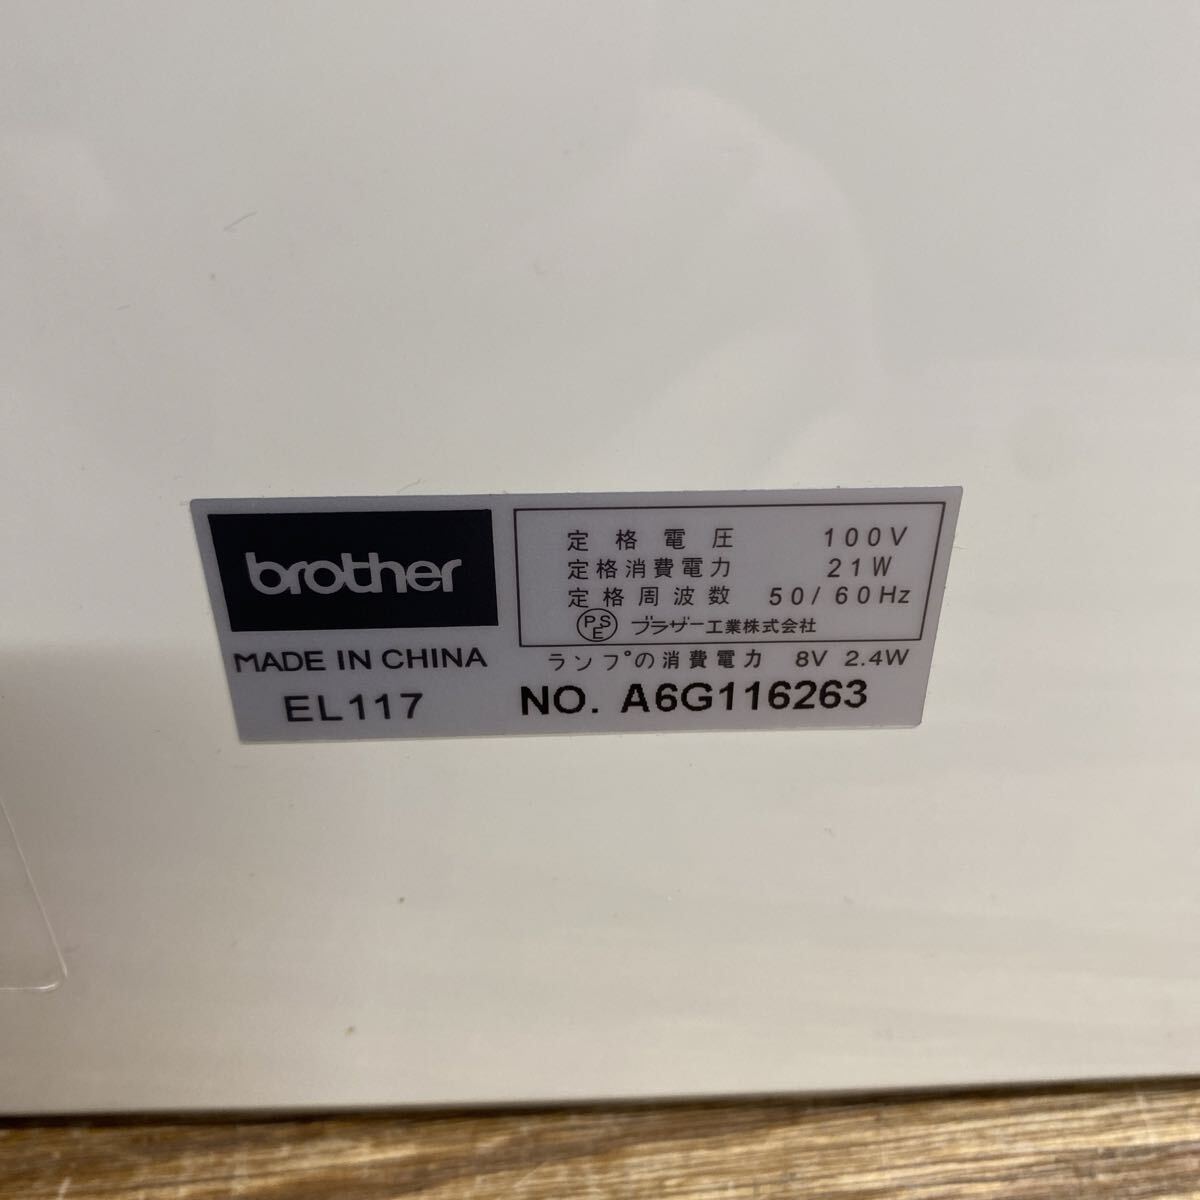 brother
MADE IN CHINA
EL117
定格電圧 100V
定格消費電力 21W
定格周波数 50/60Hz
PSE ブラザー工業株式会社
ランプの消費電力 8V 2.4W
NO. A6G116263